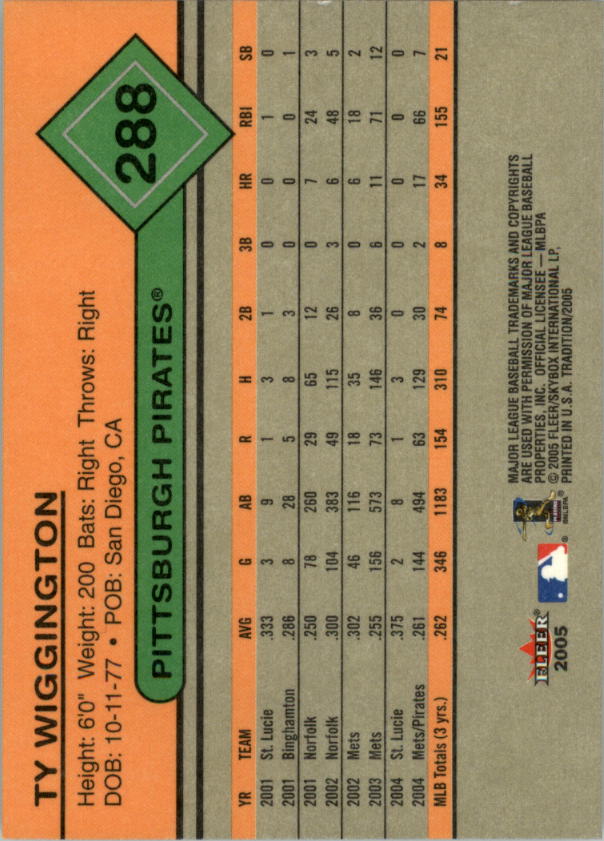 TY WIGGINGTON
Height: 6'0" Weight: 200 Bats: Right Throws: Right
DOB: 10-11-77 • POB: San Diego, CA
PITTSBURGH PIRATES®
288
YR TEAM AVG G AB R H 2B 3B HR RBI SB
2001 St. Lucie .333 3 9 1 3 1 0 0 1 0
2001 Binghamton .286 8 28 5 8 3 0 0 0 1
2001 Norfolk .250 78 260 29 65 12 0 7 24 3
2002 Norfolk .300 104 383 49 115 26 3 6 48 5
2002 Mets .302 46 116 18 35 8 0 6 18 2
2003 Mets .255 156 573 73 146 36 6 11 71 12
2004 St. Lucie .375 2 8 1 3 0 0 0 0 0
2004 Mets/Pirates .261 144 494 63 129 30 2 17 66 7
MLB Totals (3 yrs.) .262 346 1183 154 310 74 8 34 155 21
FLEER®
2005
®
®MLBPA
MAJOR LEAGUE BASEBALL TRADEMARKS AND COPYRIGHTS
ARE USED WITH PERMISSION OF MAJOR LEAGUE BASEBALL
PROPERTIES, INC. OFFICIAL LICENSEE — MLBPA
© 2005 FLEER/SKYBOX INTERNATIONAL LP,
PRINTED IN U.S.A. TRADITION/2005